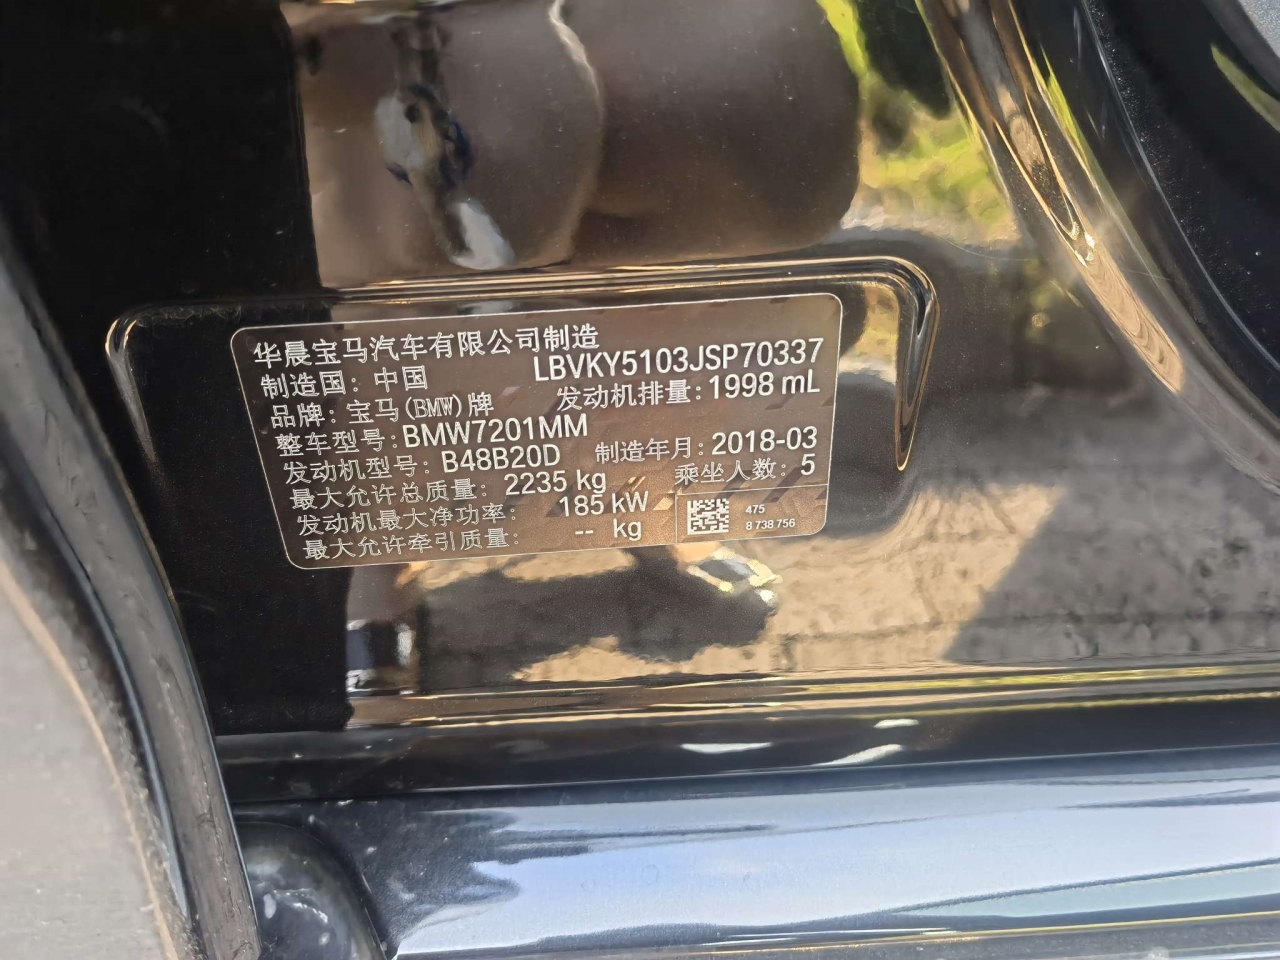 华晨宝马汽车有限公司制造
制造国：中国 LBVKY5103JSP70337
品牌：宝马(BMW)牌 发动机排量：1998 mL
整车型号：BMW7201MM
发动机型号：B48B20D 制造年月：2018-03
最大允许总质量：2235 kg 乘坐人数：5
发动机最大净功率：185 kW
最大允许牵引质量：-- kg
475
8 738 756